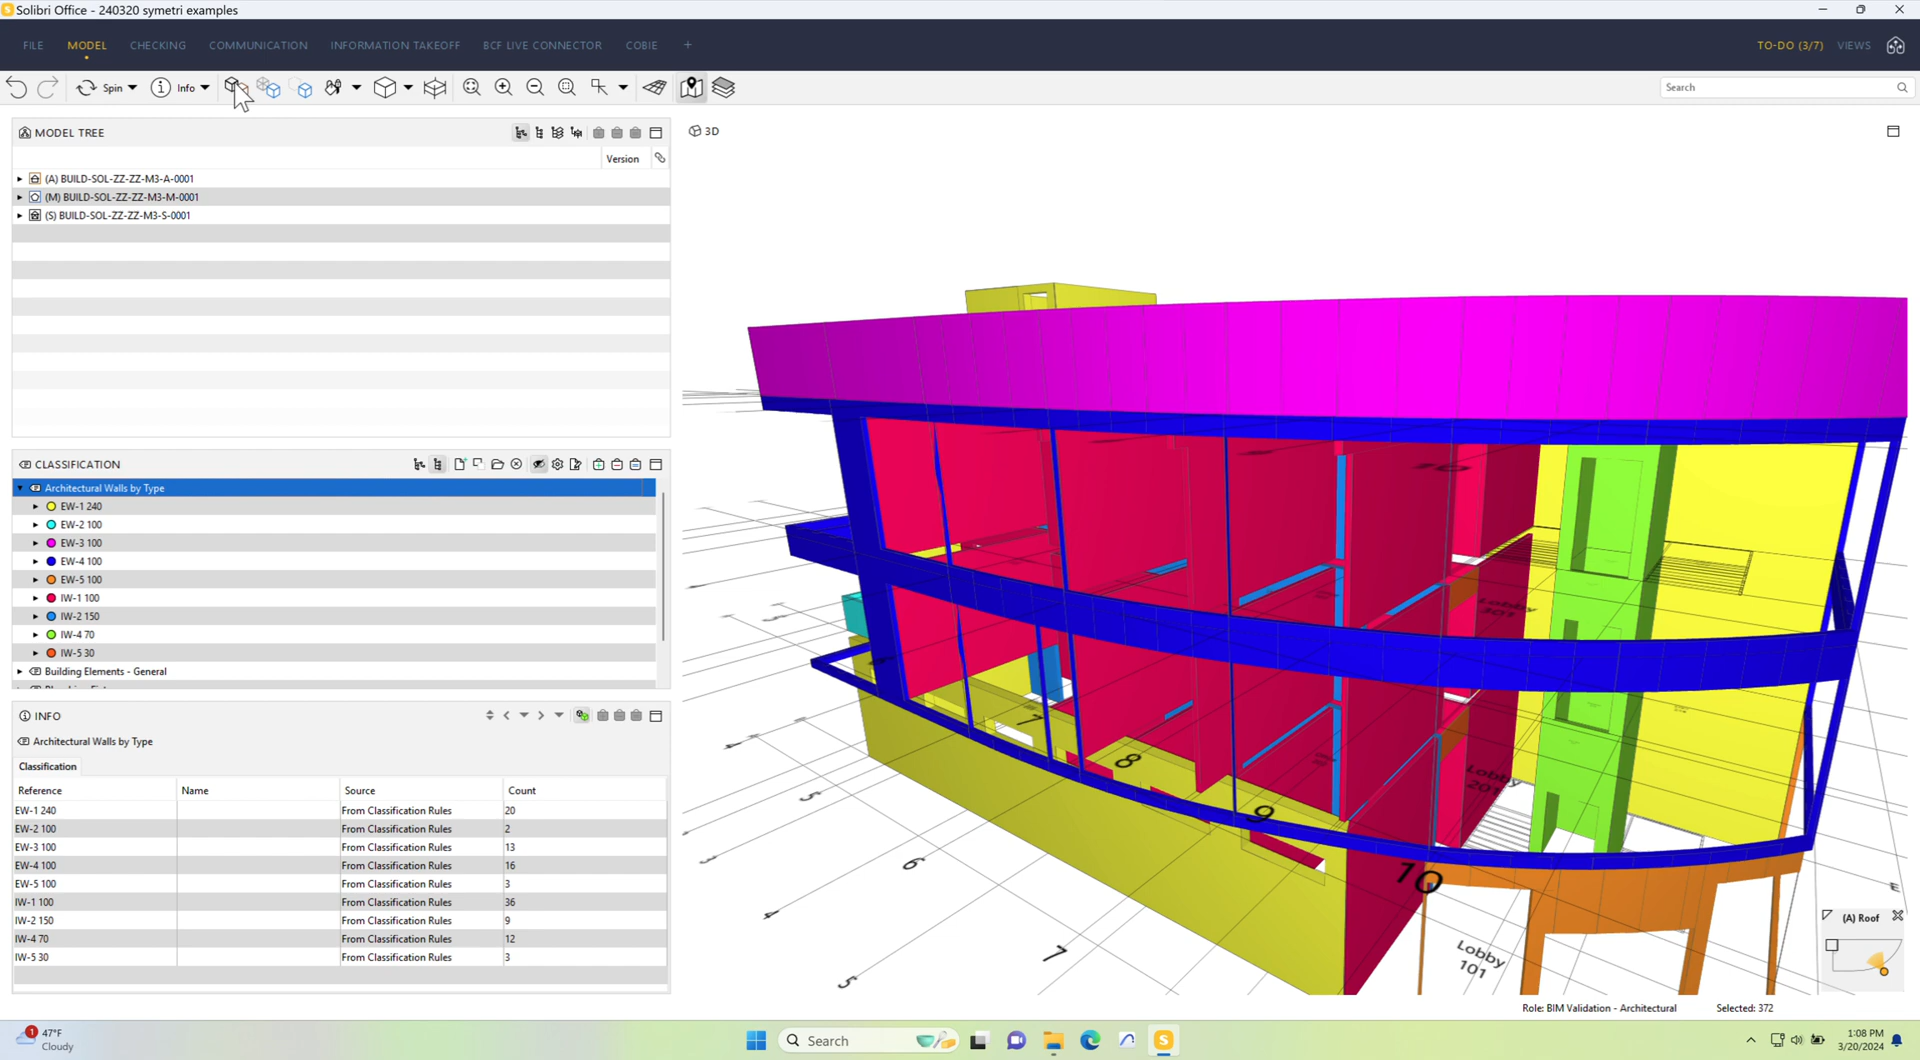 Solibri Office - 240320 symetri examples
FILE MODEL CHECKING COMMUNICATION INFORMATION TAKEOFF BCF LIVE CONNECTOR COBIE + TO-DO (3/7) VIEWS
Spin Info Search
MODEL TREE
Version
(A) BUILD-SOL-ZZ-ZZ-M3-A-0001
(M) BUILD-SOL-ZZ-ZZ-M3-M-0001
(S) BUILD-SOL-ZZ-ZZ-M3-S-0001
CLASSIFICATION
Architectural Walls by Type
EW-1 240
EW-2 100
EW-3 100
EW-4 100
EW-5 100
IW-1 100
IW-2 150
IW-4 70
IW-5 30
Building Elements - General
INFO
Architectural Walls by Type
Classification
Reference Name Source Count
EW-1 240 From Classification Rules 20
EW-2 100 From Classification Rules 2
EW-3 100 From Classification Rules 13
EW-4 100 From Classification Rules 16
EW-5 100 From Classification Rules 3
IW-1 100 From Classification Rules 36
IW-2 150 From Classification Rules 9
IW-4 70 From Classification Rules 12
IW-5 30 From Classification Rules 3
3D
Lobby
Lobby
201
7
8
9
10
5
6
4
7
5
Lobby
101
(A) Roof
Role: BIM Validation - Architectural Selected: 372
1
47°F
Cloudy
Search
1:08 PM
3/20/2024